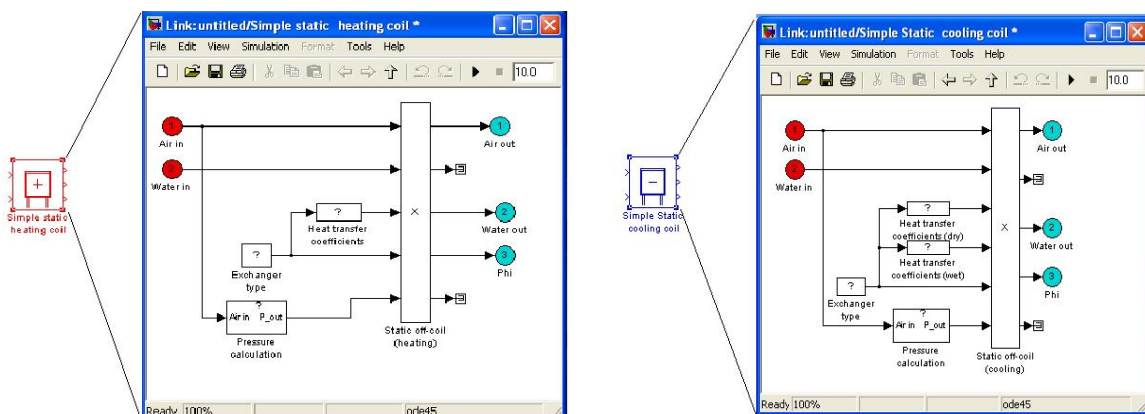 Link:untitled/Simple static heating coil *
File Edit View Simulation Format Tools Help
10.0
1
Air in
2
Water in
?
Heat transfer
coefficients
?
Exchanger
type
?
Air in P_out
Pressure
calculation
×
Static off-coil
(heating)
1
Air out
2
Water out
3
Phi
Ready 100% ode45
+
Simple static
heating coil
Link:untitled/Simple Static cooling coil *
File Edit View Simulation Format Tools Help
10.0
1
Air in
2
Water in
?
Heat transfer
coefficients (dry)
?
Heat transfer
coefficients (wet)
?
Exchanger
type
?
Air in P_out
Pressure
calculation
×
Static off-coil
(cooling)
1
Air out
2
Water out
3
Phi
Ready 100% ode45
−
Simple Static
cooling coil